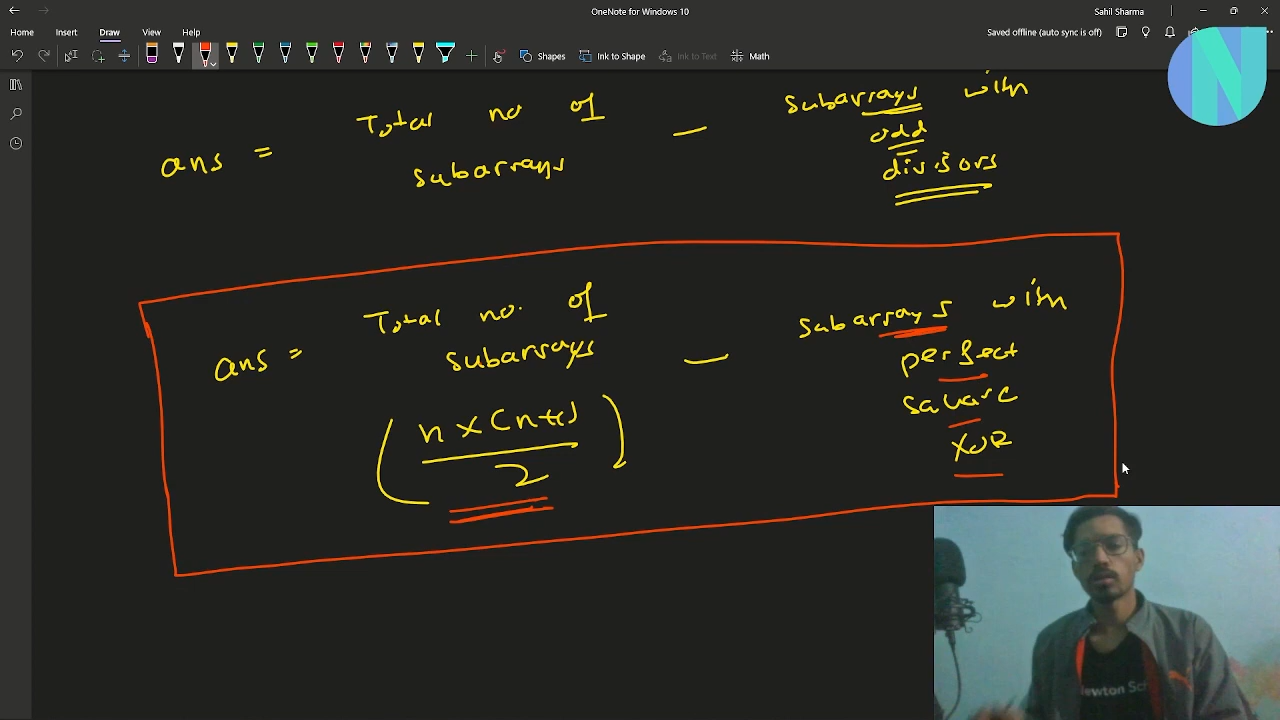 OneNote for Windows 10
Sahil Sharma
Home Insert Draw View Help
Saved offline (auto sync is off)
Shapes Ink to Shape Ink to Text Math
ans = Total no of subarrays — subarrays with odd divisors
ans = Total no. of subarrays — subarrays with perfect square XOR
(n x (n+1) / 2)
ewton Sc